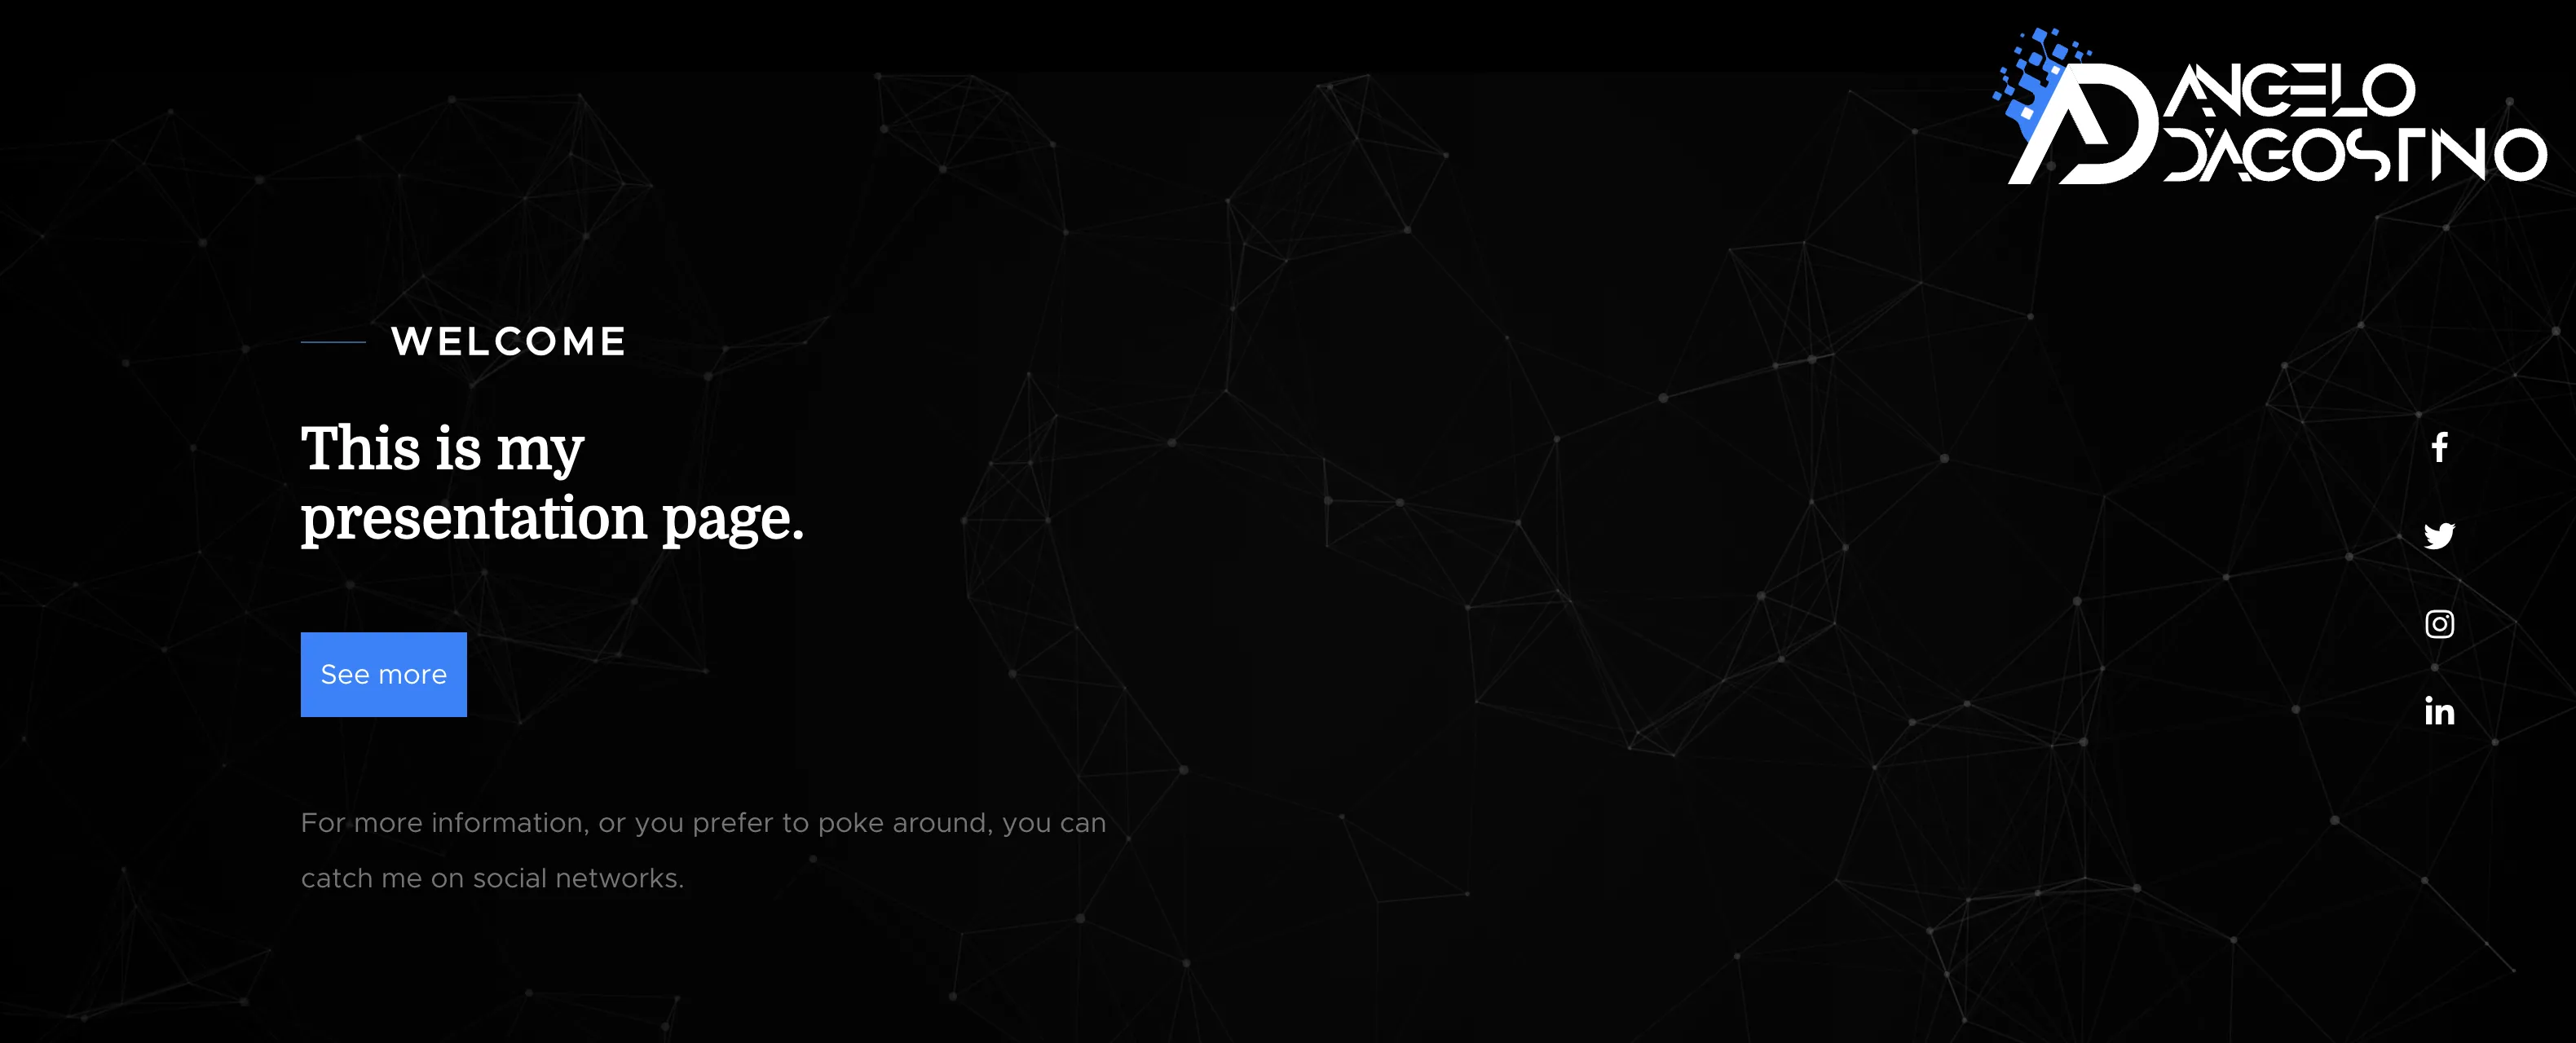 AD
ANGELO
D'AGOSTINO
WELCOME
This is my
presentation page.
See more
For more information, or you prefer to poke around, you can
catch me on social networks.